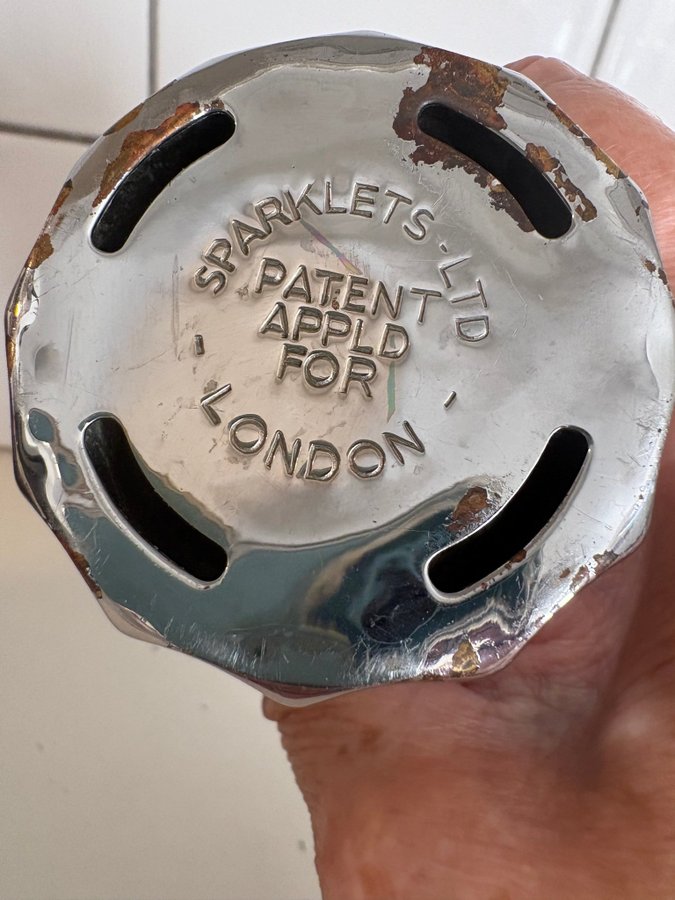 SPARKLETS·LTD
PATENT
APPLD
FOR
- LONDON -